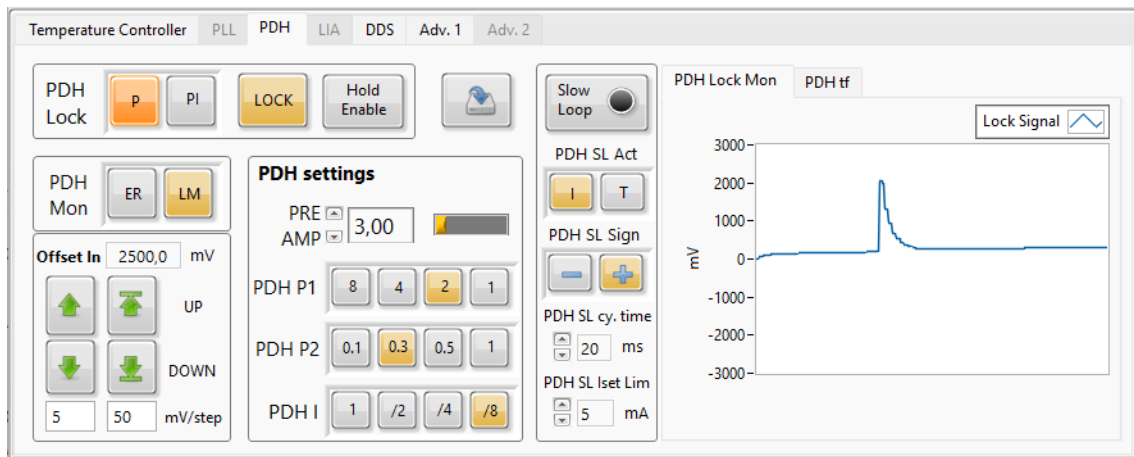 Temperature Controller PLL PDH LIA DDS Adv. 1 Adv. 2
PDH Lock
P PI LOCK Hold Enable
PDH Mon
ER LM
Offset In 2500,0 mV
UP
DOWN
5 50 mV/step
PDH settings
PRE AMP 3,00
PDH P1 8 4 2 1
PDH P2 0.1 0.3 0.5 1
PDH I 1 /2 /4 /8
Slow Loop
PDH SL Act
I T
PDH SL Sign
PDH SL cy. time
20 ms
PDH SL Iset Lim
5 mA
PDH Lock Mon PDH tf
Lock Signal
mV
3000
2000
1000
0
-1000
-2000
-3000